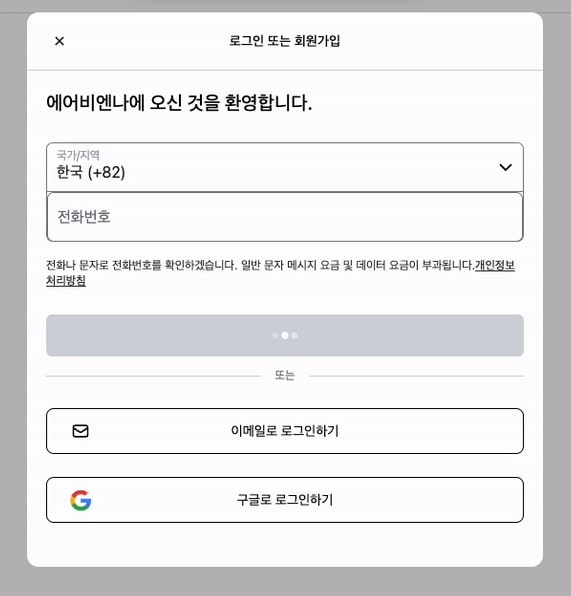 로그인 또는 회원가입
에어비엔나에 오신 것을 환영합니다.
국가/지역
한국 (+82)
전화번호
전화나 문자로 전화번호를 확인하겠습니다. 일반 문자 메시지 요금 및 데이터 요금이 부과됩니다.개인정보
처리방침
또는
이메일로 로그인하기
구글로 로그인하기